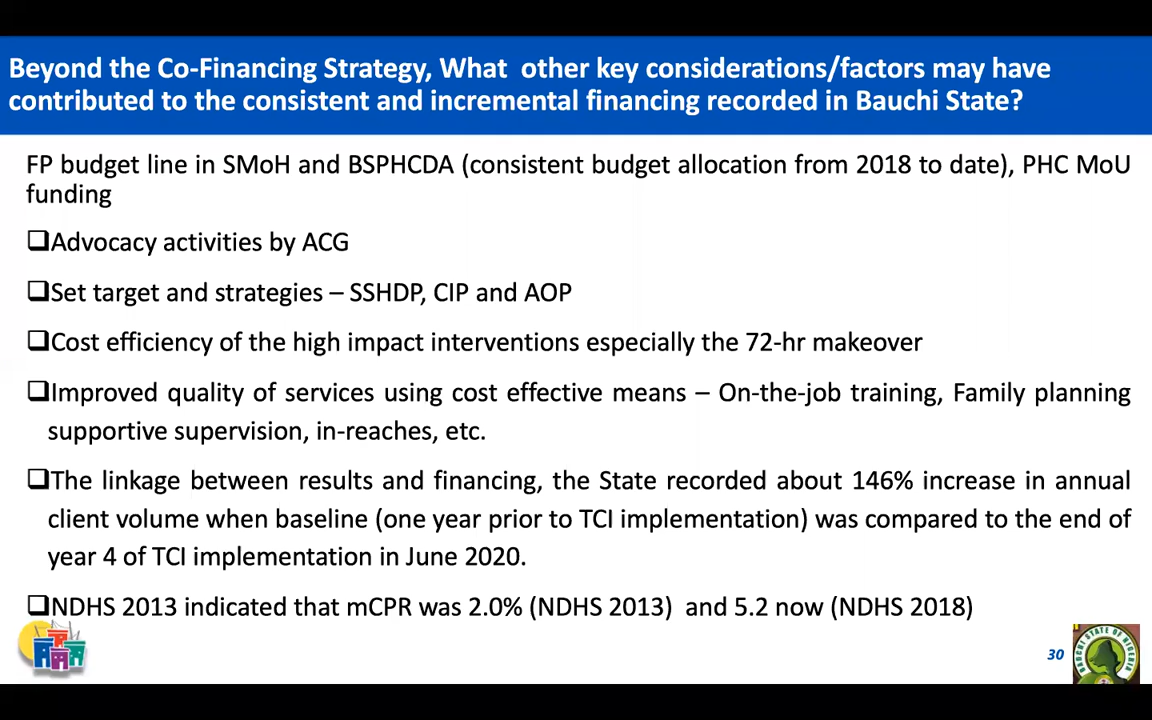 Beyond the Co-Financing Strategy, What other key considerations/factors may have
contributed to the consistent and incremental financing recorded in Bauchi State?
FP budget line in SMoH and BSPHCDA (consistent budget allocation from 2018 to date), PHC MoU
funding
❑Advocacy activities by ACG
❑Set target and strategies – SSHDP, CIP and AOP
❑Cost efficiency of the high impact interventions especially the 72-hr makeover
❑Improved quality of services using cost effective means – On-the-job training, Family planning
supportive supervision, in-reaches, etc.
❑The linkage between results and financing, the State recorded about 146% increase in annual
client volume when baseline (one year prior to TCI implementation) was compared to the end of
year 4 of TCI implementation in June 2020.
❑NDHS 2013 indicated that mCPR was 2.0% (NDHS 2013) and 5.2 now (NDHS 2018)
30
BAUCHI STATE OF NIGERIA